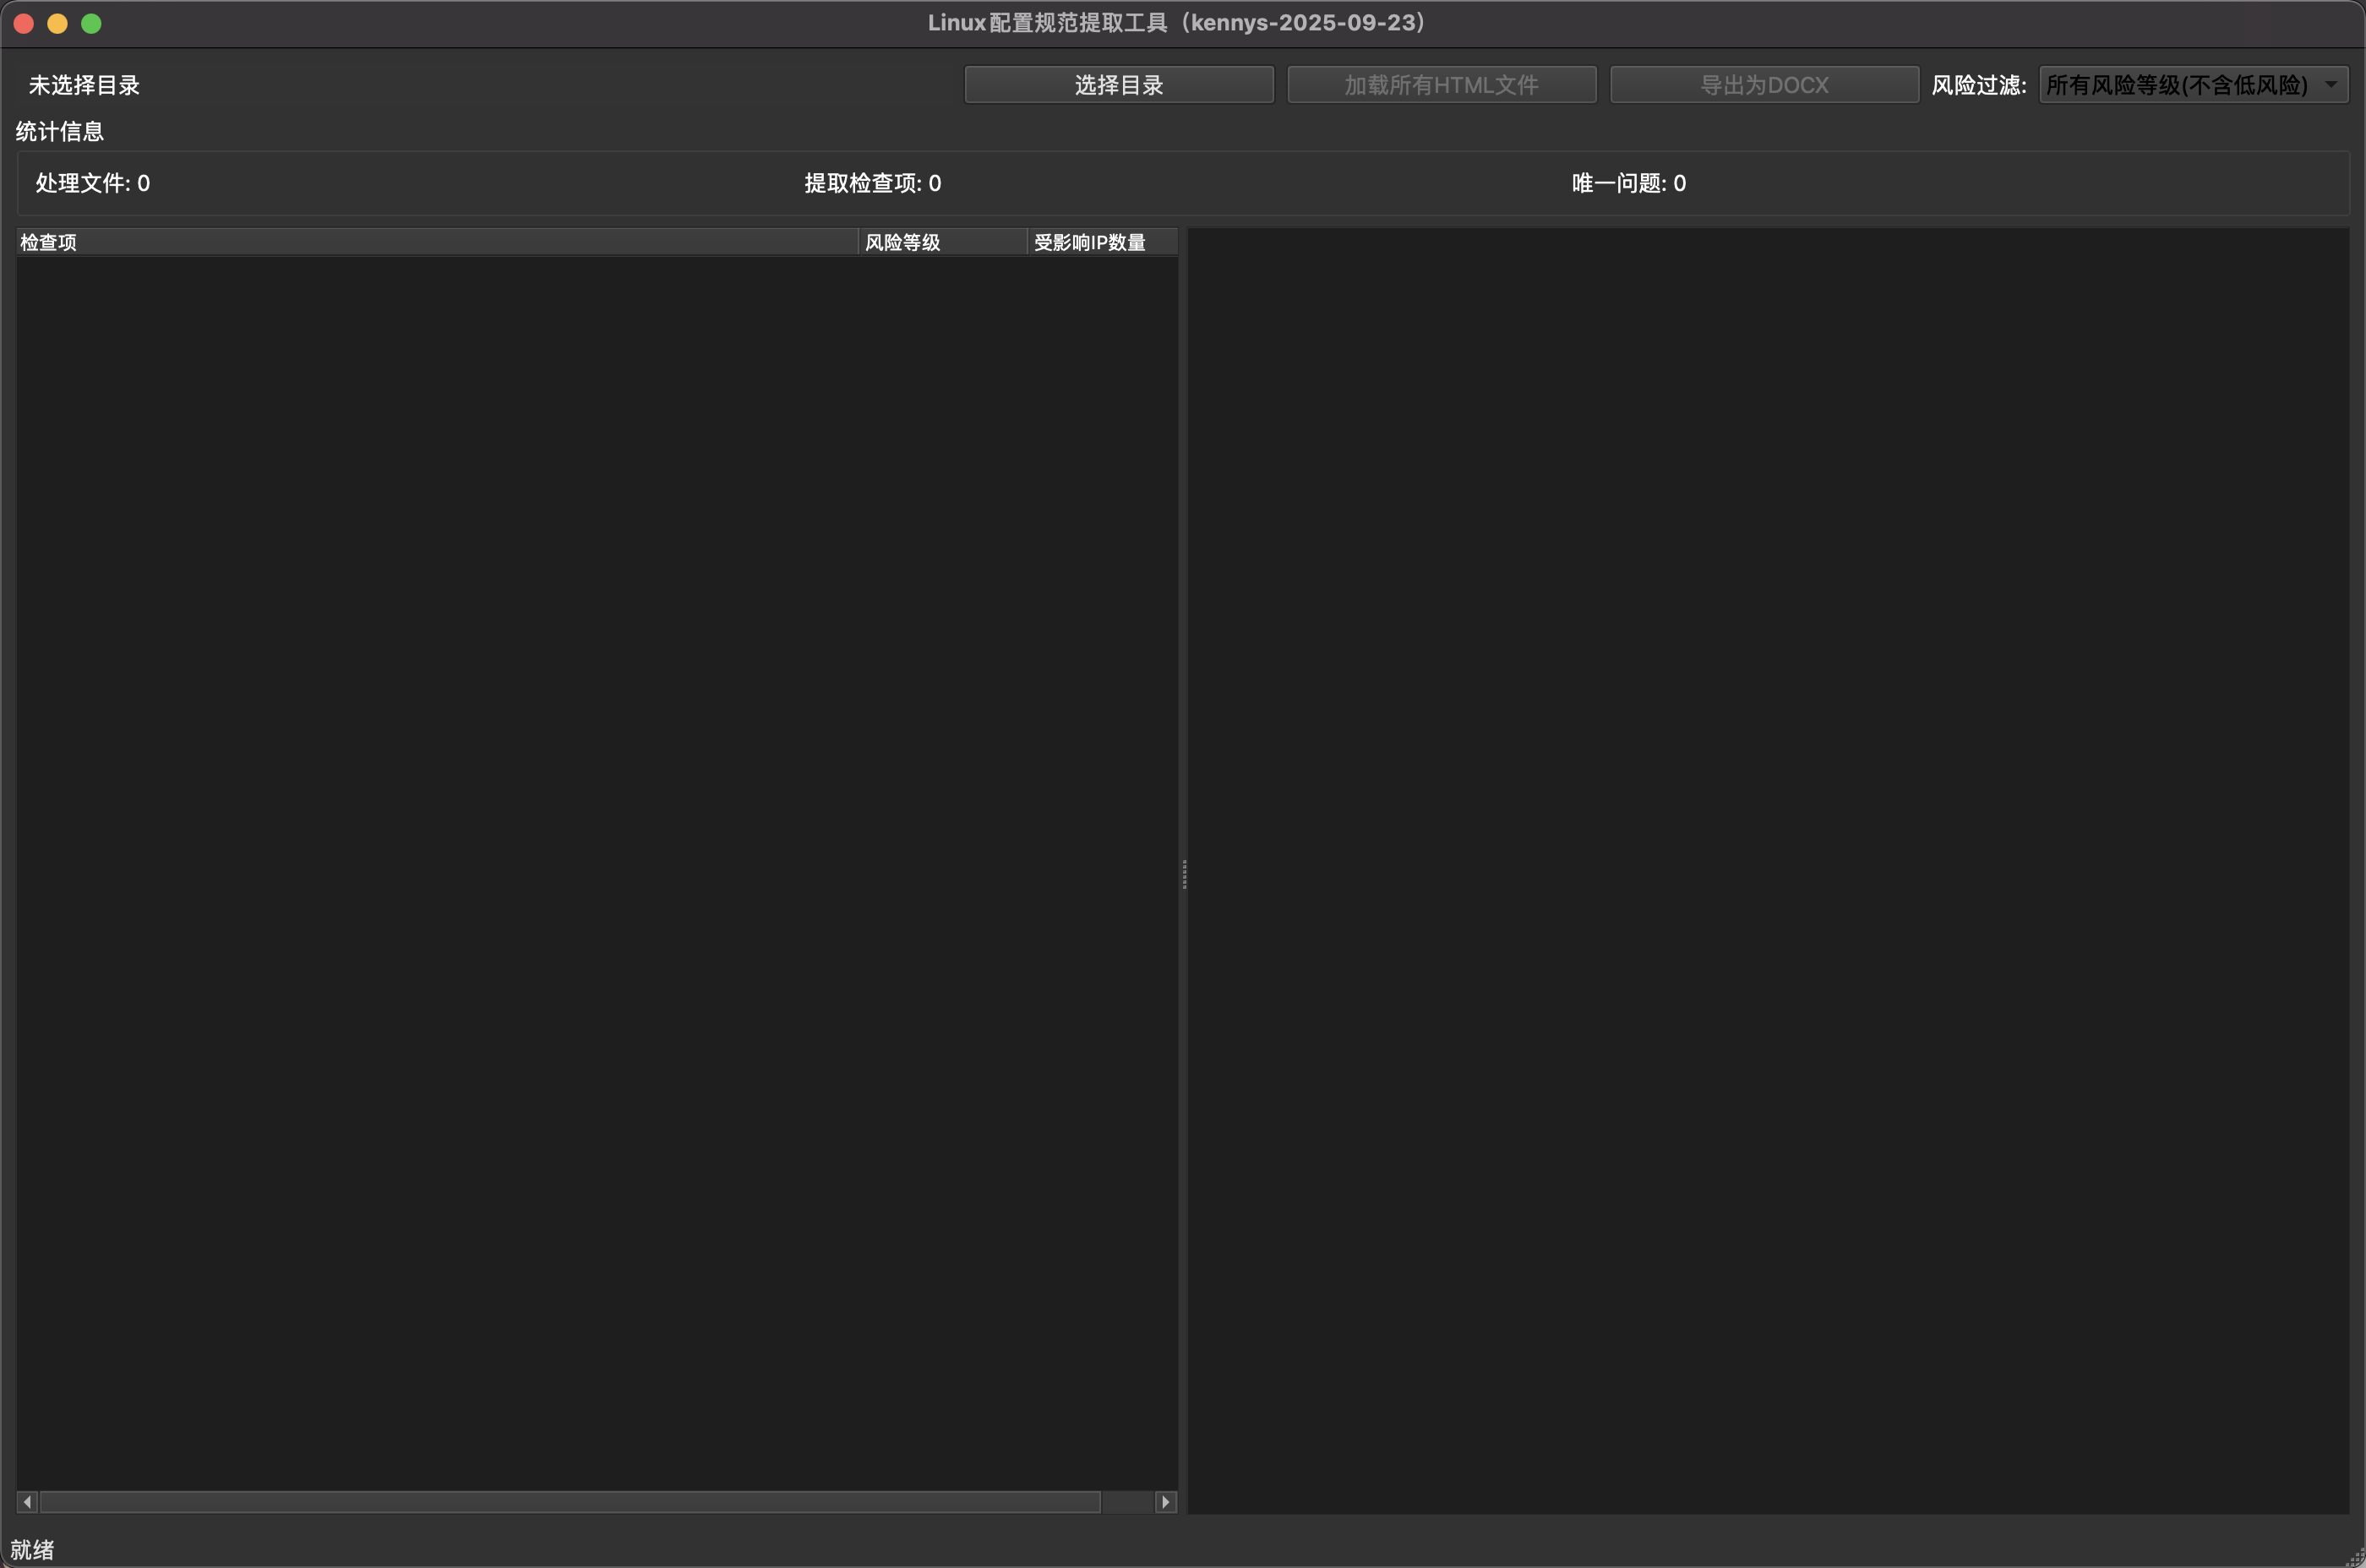 Linux配置规范提取工具（kennys-2025-09-23）
未选择目录 选择目录 加载所有HTML文件 导出为DOCX 风险过滤: 所有风险等级(不含低风险)
统计信息
处理文件: 0 提取检查项: 0 唯一问题: 0
检查项 风险等级 受影响IP数量
就绪